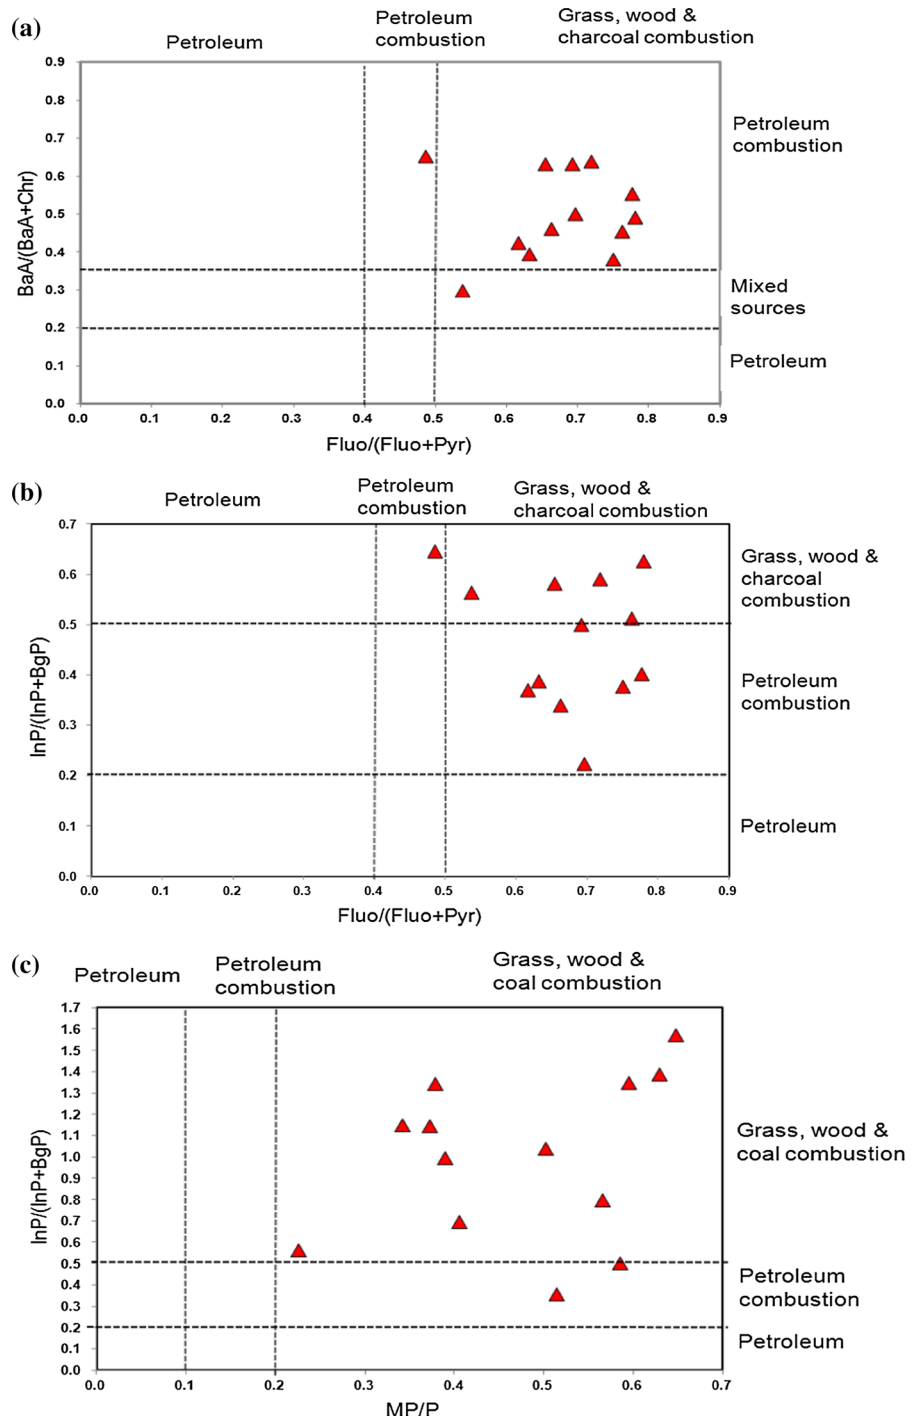 (a)
Petroleum
Petroleum
combustion
Grass, wood &
charcoal combustion
0.9
0.8
0.7
0.6
0.5
0.4
0.3
0.2
0.1
0.0
BaA/(BaA+Chr)
Petroleum
combustion
Mixed
sources
Petroleum
0.0 0.1 0.2 0.3 0.4 0.5 0.6 0.7 0.8 0.9
Fluo/(Fluo+Pyr)
(b)
Petroleum
Petroleum
combustion
Grass, wood &
charcoal combustion
0.7
0.6
0.5
0.4
0.3
0.2
0.1
0.0
InP/(InP+BgP)
Grass, wood &
charcoal
combustion
Petroleum
combustion
Petroleum
0.0 0.1 0.2 0.3 0.4 0.5 0.6 0.7 0.8 0.9
Fluo/(Fluo+Pyr)
(c)
Petroleum
Petroleum
combustion
Grass, wood &
coal combustion
1.7
1.6
1.5
1.4
1.3
1.2
1.1
1.0
0.9
0.8
0.7
0.6
0.5
0.4
0.3
0.2
0.1
0.0
InP/(InP+BgP)
Grass, wood &
coal combustion
Petroleum
combustion
Petroleum
0.0 0.1 0.2 0.3 0.4 0.5 0.6 0.7
MP/P